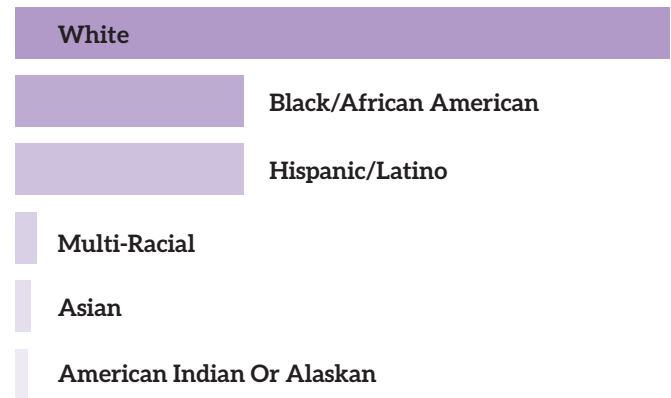 White
Black/African American
Hispanic/Latino
Multi-Racial
Asian
American Indian Or Alaskan